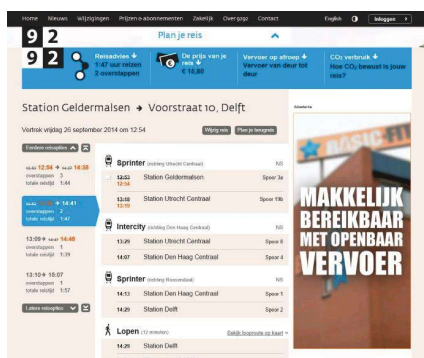 Home Nieuws Wijzigingen Prijzen & abonnementen Zakelijk Over 9292 Contact English Inloggen
92 Plan je reis
92
Reisadvies
1:47 uur reizen
2 overstappen
De prijs van je reis
Vervoer op afroep
Vervoer van deur tot deur
CO₂ verbruik
Hoe CO₂ bewust is jouw reis?
Station Geldermalsen → Voorstraat 10, Delft
Vertrek vrijdag 26 september 2014 om 12:54
Wijzig reis Plan je terugreis
Eerdere reisopties
12:54 → 14:38
overstappen 3
totale reistijd 1:44
→ 14:41
overstappen 2
totale reistijd 1:47
13:09 → 14:48
overstappen 1
totale reistijd 1:39
13:10 → 15:07
overstappen 1
totale reistijd 1:57
Latere reisopties
Sprinter (richting Utrecht Centraal) NS
12:53 Station Geldermalsen Spoor 3a
12:54
13:18 Station Utrecht Centraal Spoor 19b
13:19
Intercity (richting Den Haag Centraal) NS
13:29 Station Utrecht Centraal Spoor 8
14:07 Station Den Haag Centraal Spoor 4
Sprinter (richting Roosendaal) NS
14:13 Station Den Haag Centraal Spoor 1
14:29 Station Delft Spoor 2
Lopen (12 minuten) Bekijk looproute op kaart
14:29 Station Delft
BASIC-FIT
MAKKELIJK
BEREIKBAAR
MET OPENBAAR
VERVOER